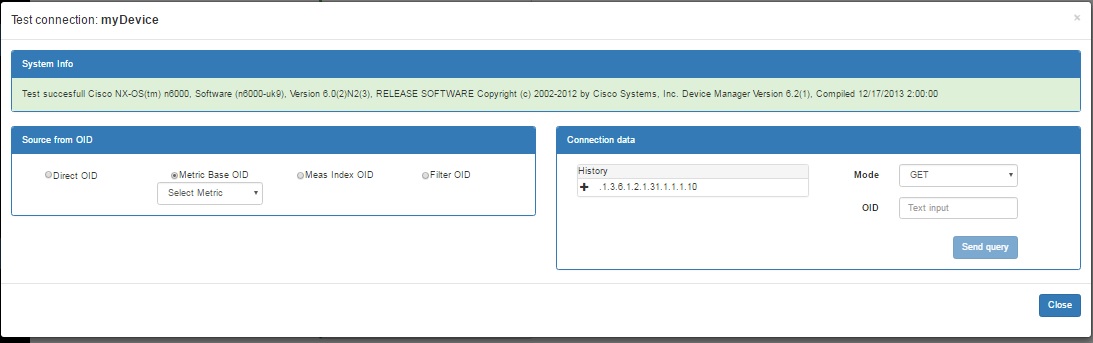 Test connection: myDevice
×
System Info
Test succesfull Cisco NX-OS(tm) n6000, Software (n6000-uk9), Version 6.0(2)N2(3), RELEASE SOFTWARE Copyright (c) 2002-2012 by Cisco Systems, Inc. Device Manager Version 6.2(1), Compiled 12/17/2013 2:00:00
Source from OID
Direct OID
Metric Base OID
Meas Index OID
Filter OID
Select Metric
Connection data
History
.1.3.6.1.2.1.31.1.1.1.10
Mode
GET
OID
Text input
Send query
Close